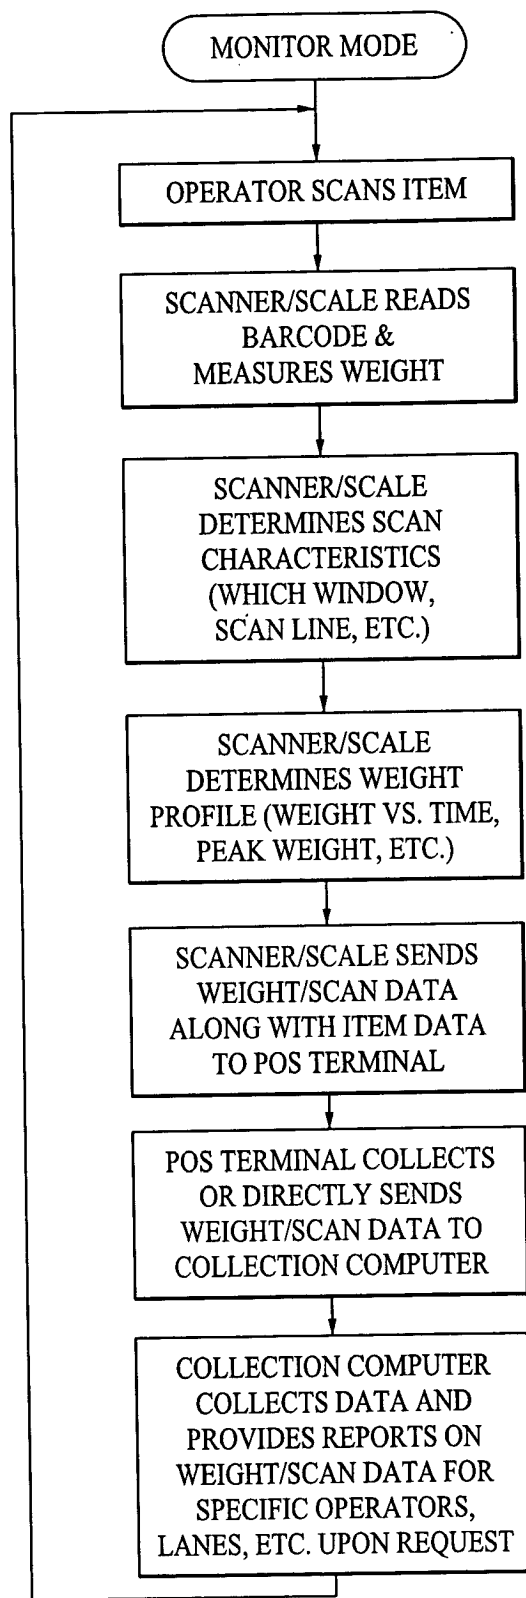 MONITOR MODE
OPERATOR SCANS ITEM
SCANNER/SCALE READS
BARCODE &
MEASURES WEIGHT
SCANNER/SCALE
DETERMINES SCAN
CHARACTERISTICS
(WHICH WINDOW,
SCAN LINE, ETC.)
SCANNER/SCALE
DETERMINES WEIGHT
PROFILE (WEIGHT VS. TIME,
PEAK WEIGHT, ETC.)
SCANNER/SCALE SENDS
WEIGHT/SCAN DATA
ALONG WITH ITEM DATA
TO POS TERMINAL
POS TERMINAL COLLECTS
OR DIRECTLY SENDS
WEIGHT/SCAN DATA TO
COLLECTION COMPUTER
COLLECTION COMPUTER
COLLECTS DATA AND
PROVIDES REPORTS ON
WEIGHT/SCAN DATA FOR
SPECIFIC OPERATORS,
LANES, ETC. UPON REQUEST